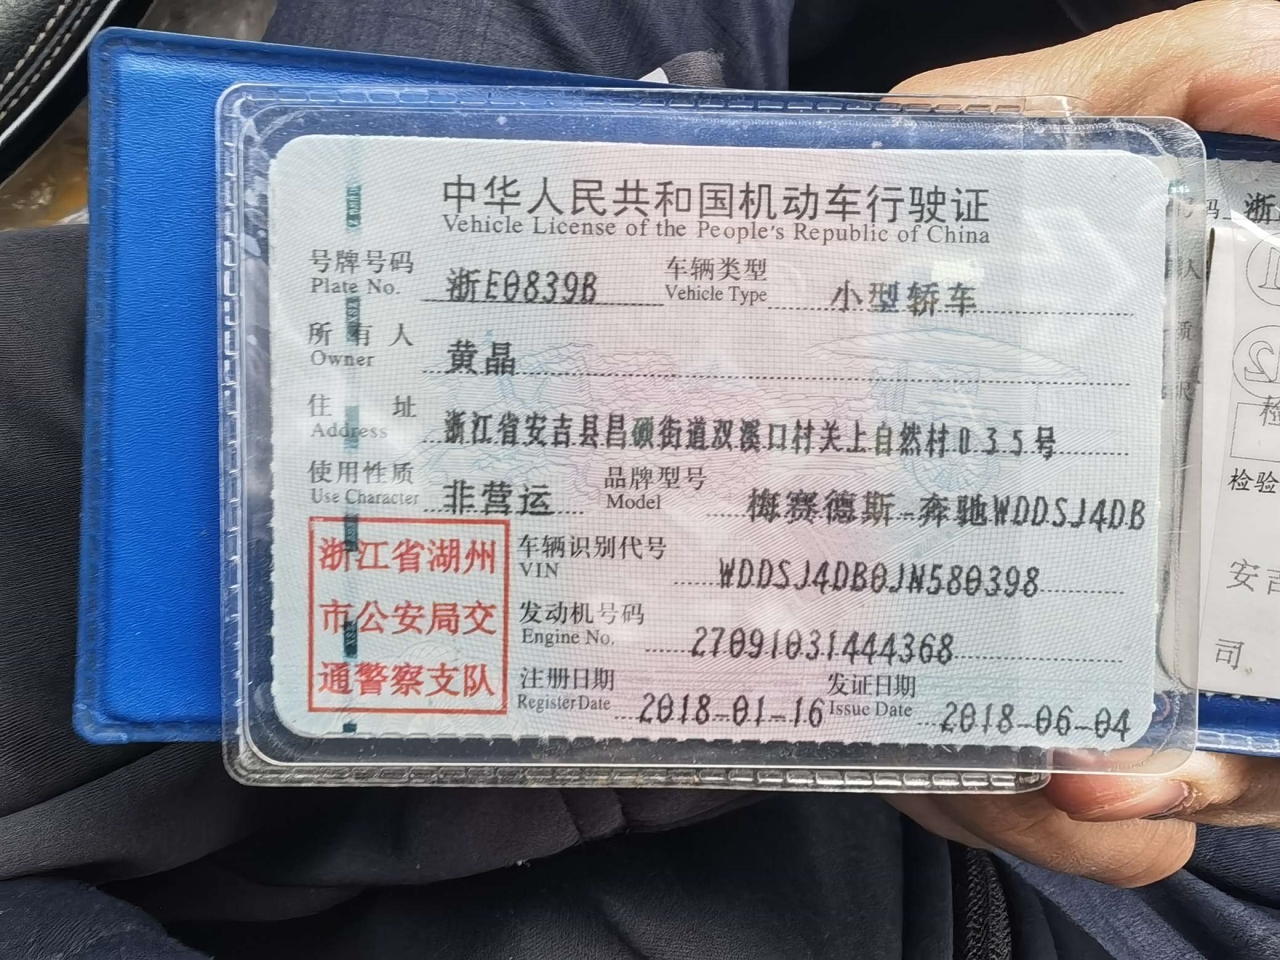 中华人民共和国机动车行驶证
Vehicle License of the People's Republic of China
号牌号码 浙E0839B 车辆类型 小型轿车
Plate No. Vehicle Type
所有人 黄晶
Owner
住址 浙江省安吉县昌硕街道双溪口村关上自然村035号
Address
使用性质 非营运 品牌型号 梅赛德斯-奔驰WDDSJ4DB
Use Character Model
浙江省湖州
市公安局交
通警察支队
车辆识别代号 WDDSJ4DB0JN580398
VIN
发动机号码 27091031444368
Engine No.
注册日期 2018-01-16 发证日期 2018-06-04
Register Date Issue Date
码 浙
人
质
检
检验
安吉
司